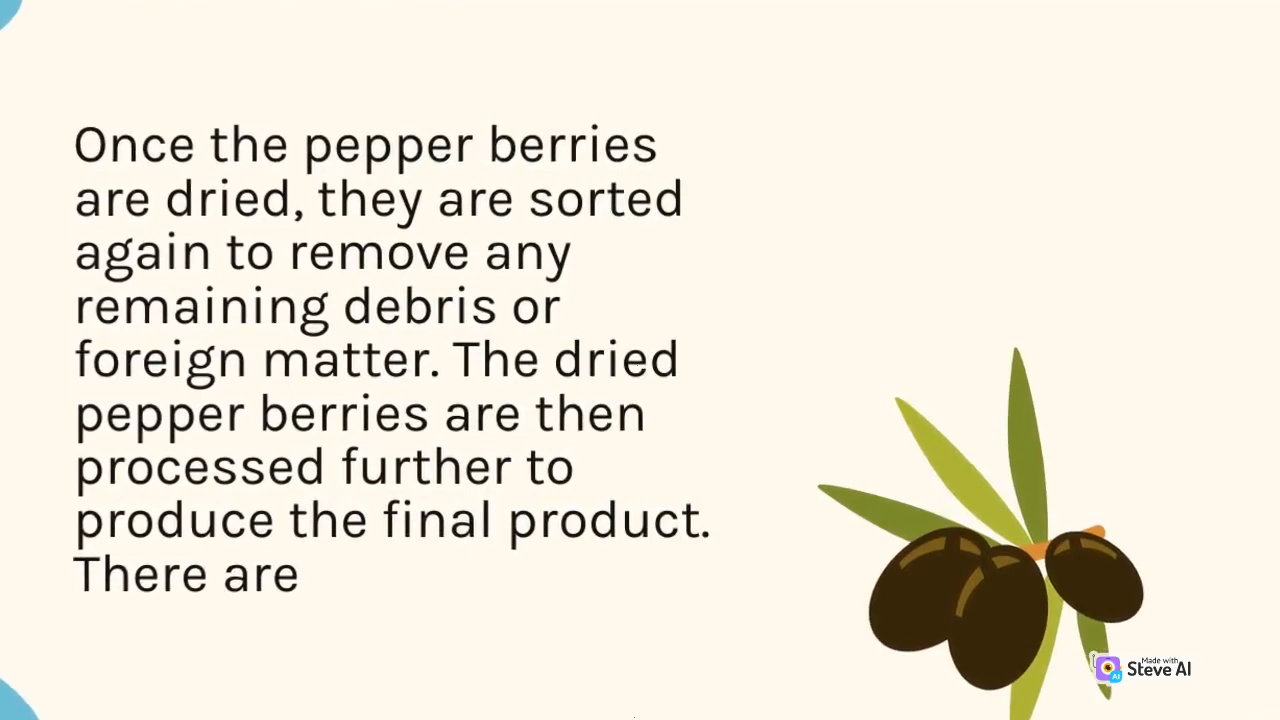 Once the pepper berries
are dried, they are sorted
again to remove any
remaining debris or
foreign matter. The dried
pepper berries are then
processed further to
produce the final product.
There are
Made with
Steve AI
AI